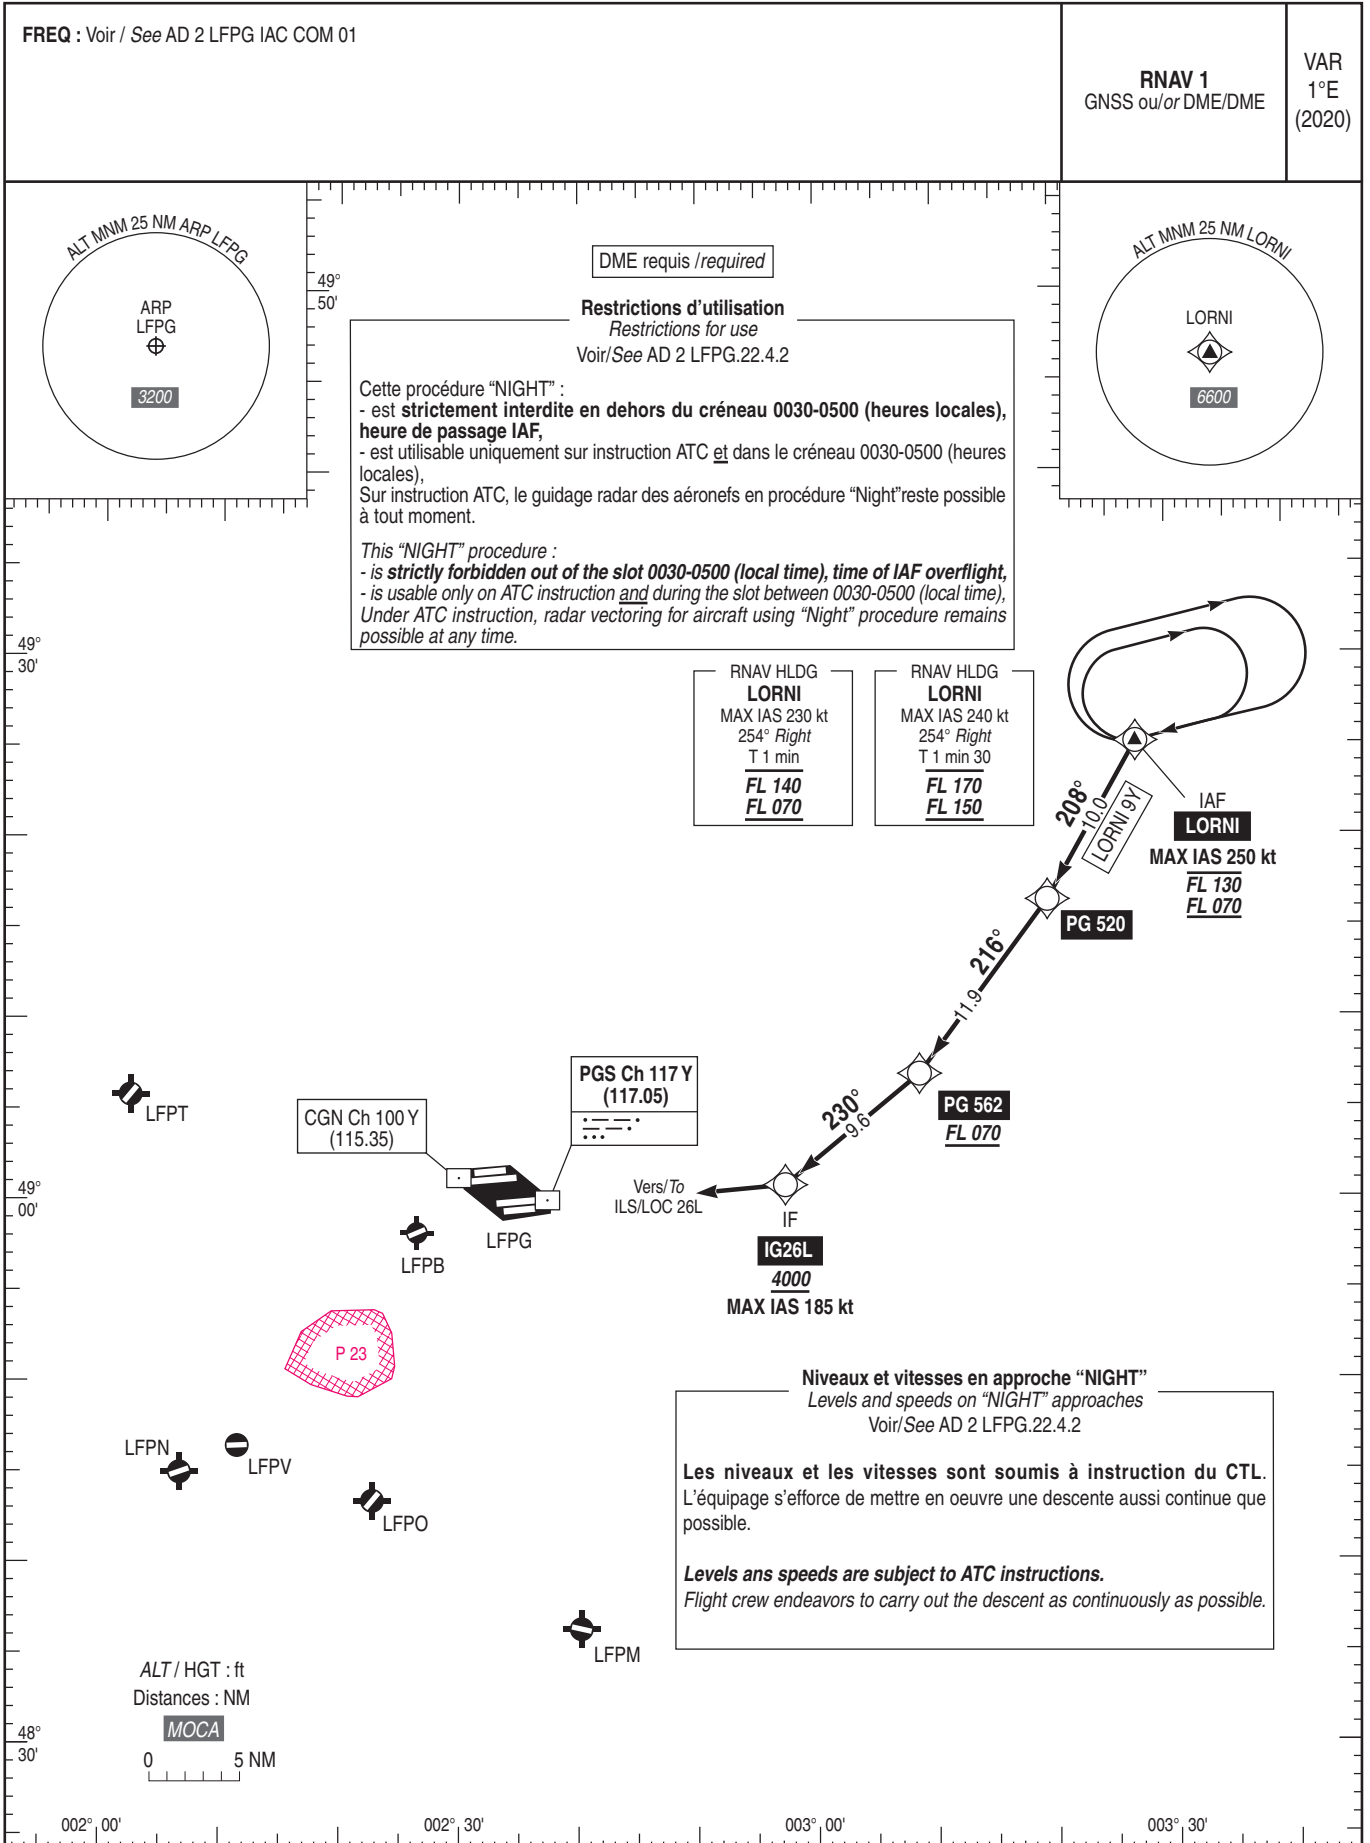 FREQ : Voir / See AD 2 LFPG IAC COM 01
RNAV 1
GNSS ou/or DME/DME
VAR
1°E
(2020)
ALT MNM 25 NM ARP LFPG
ARP
LFPG
3200
49°
50'
DME requis /required
Restrictions d'utilisation
Restrictions for use
Voir/See AD 2 LFPG.22.4.2
Cette procédure “NIGHT” :
- est strictement interdite en dehors du créneau 0030-0500 (heures locales),
heure de passage IAF,
- est utilisable uniquement sur instruction ATC et dans le créneau 0030-0500 (heures
locales),
Sur instruction ATC, le guidage radar des aéronefs en procédure “Night”reste possible
à tout moment.
This “NIGHT” procedure :
- is strictly forbidden out of the slot 0030-0500 (local time), time of IAF overflight,
- is usable only on ATC instruction and during the slot between 0030-0500 (local time),
Under ATC instruction, radar vectoring for aircraft using “Night” procedure remains
possible at any time.
ALT MNM 25 NM LORNI
LORNI
6600
49°
30'
RNAV HLDG
LORNI
MAX IAS 230 kt
254° Right
T 1 min
FL 140
FL 070
RNAV HLDG
LORNI
MAX IAS 240 kt
254° Right
T 1 min 30
FL 170
FL 150
208°
10.0
LORNI 9Y
IAF
LORNI
MAX IAS 250 kt
FL 130
FL 070
PG 520
216°
11.9
PG 562
FL 070
230°
9.6
LFPT
CGN Ch 100 Y
(115.35)
PGS Ch 117 Y
(117.05)
LFPG
LFPB
49°
00'
Vers/To
ILS/LOC 26L
IF
IG26L
4000
MAX IAS 185 kt
P 23
LFPN
LFPV
LFPO
LFPM
Niveaux et vitesses en approche “NIGHT”
Levels and speeds on “NIGHT” approaches
Voir/See AD 2 LFPG.22.4.2
Les niveaux et les vitesses sont soumis à instruction du CTL.
L'équipage s'efforce de mettre en oeuvre une descente aussi continue que
possible.
Levels ans speeds are subject to ATC instructions.
Flight crew endeavors to carry out the descent as continuously as possible.
ALT / HGT : ft
Distances : NM
MOCA
0 5 NM
48°
30'
002° 00' 002° 30' 003° 00' 003° 30'